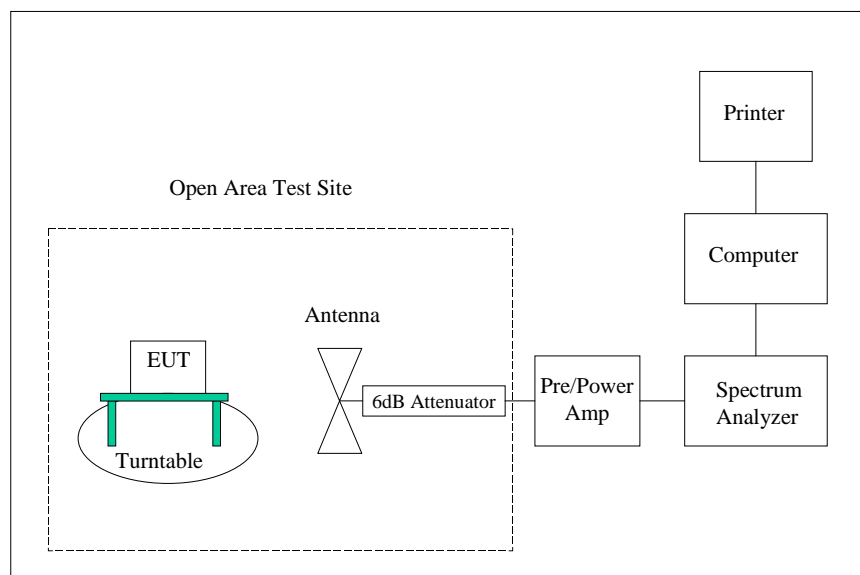 Printer
Open Area Test Site
Computer
Antenna
EUT
6dB Attenuator
Pre/Power
Amp
Spectrum
Analyzer
Turntable